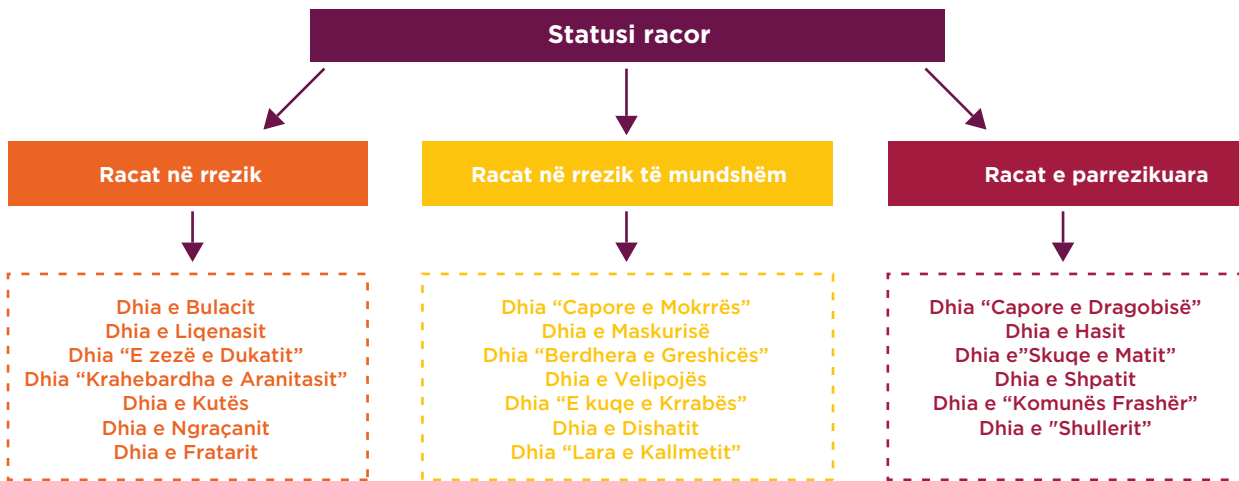 Statusi racor
Racat në rrezik
Racat në rrezik të mundshëm
Racat e parrezikuara
Dhia e Bulacit
Dhia e Liqenasit
Dhia “E zezë e Dukatit”
Dhia “Krahebardha e Aranitasit”
Dhia e Kutës
Dhia e Ngraçanit
Dhia e Fratarit
Dhia “Capore e Mokrrës”
Dhia e Maskurisë
Dhia “Berdhera e Greshicës”
Dhia e Velipojës
Dhia “E kuqe e Krrabës”
Dhia e Dishatit
Dhia “Lara e Kallmetit”
Dhia “Capore e Dragobisë”
Dhia e Hasit
Dhia e”Skuqe e Matit”
Dhia e Shpatit
Dhia e “Komunës Frashër”
Dhia e "Shullerit”